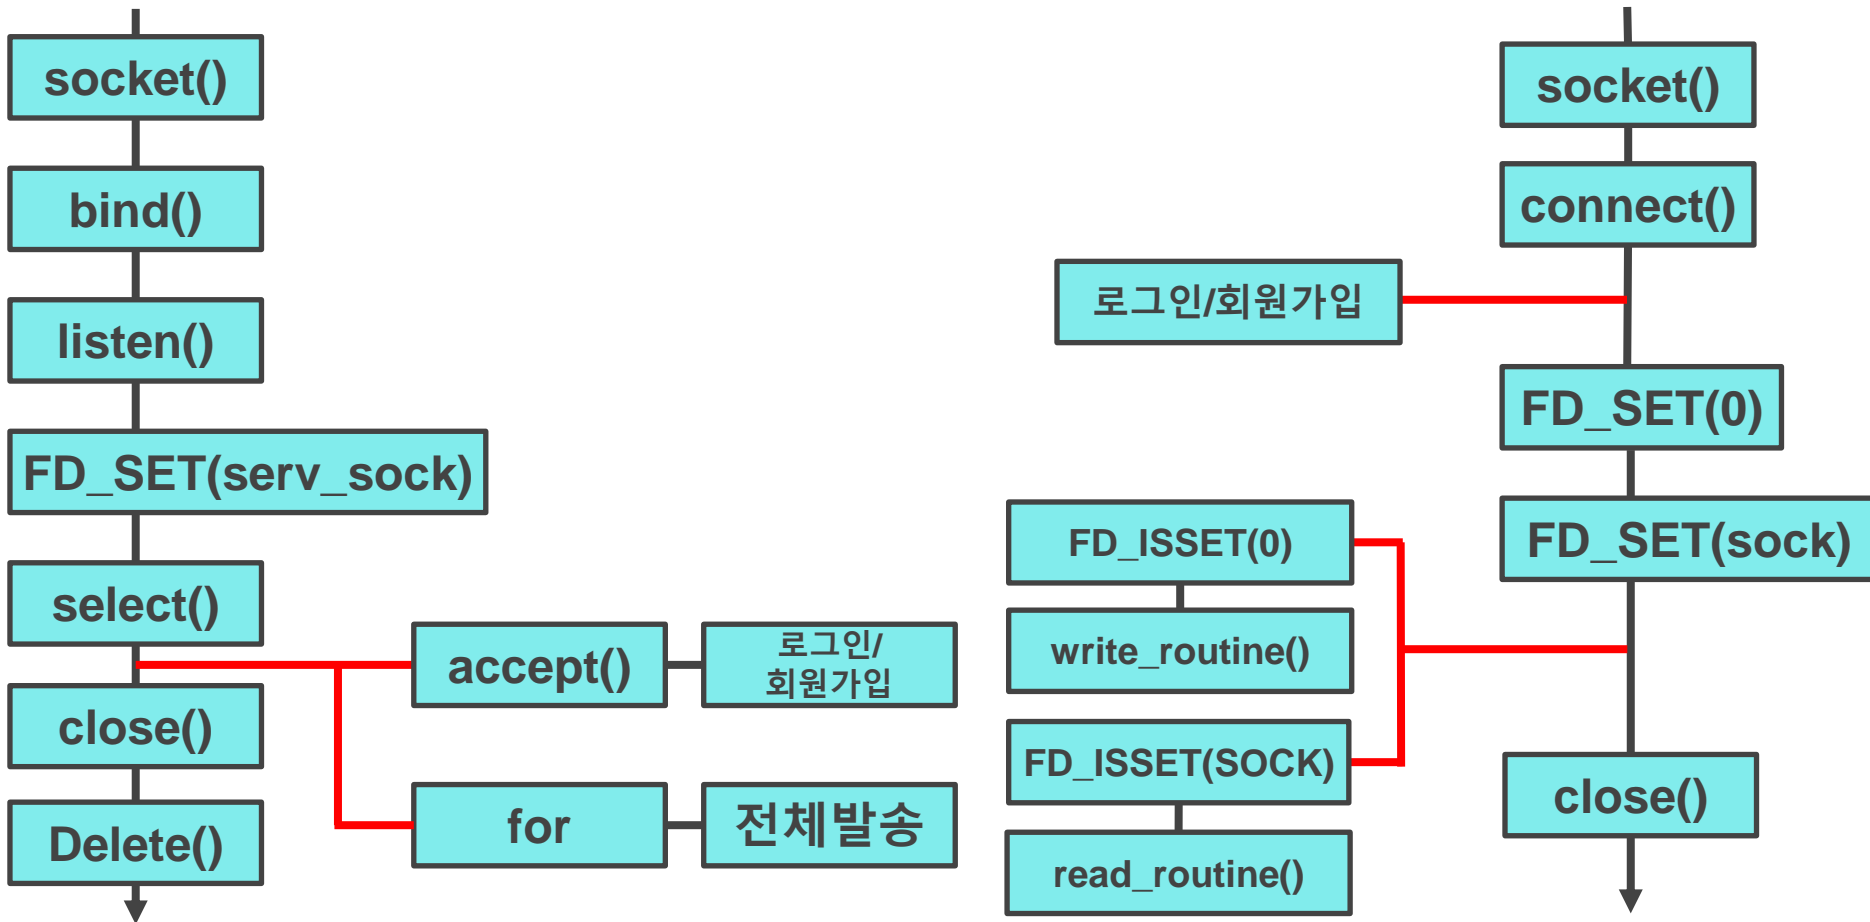 socket()
bind()
listen()
FD_SET(serv_sock)
select()
close()
Delete()
accept()
로그인/
회원가입
for
전체발송
socket()
connect()
로그인/회원가입
FD_SET(0)
FD_SET(sock)
FD_ISSET(0)
write_routine()
FD_ISSET(SOCK)
read_routine()
close()